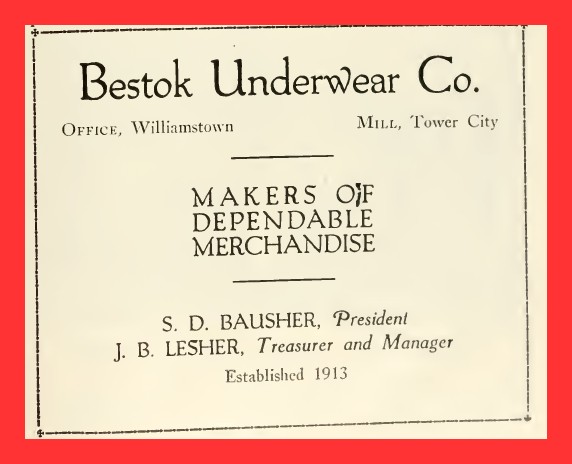 Bestok Underwear Co.
OFFICE, Williamstown MILL, Tower City
MAKERS OF
DEPENDABLE
MERCHANDISE
S. D. BAUSHER, President
J. B. LESHER, Treasurer and Manager
Established 1913